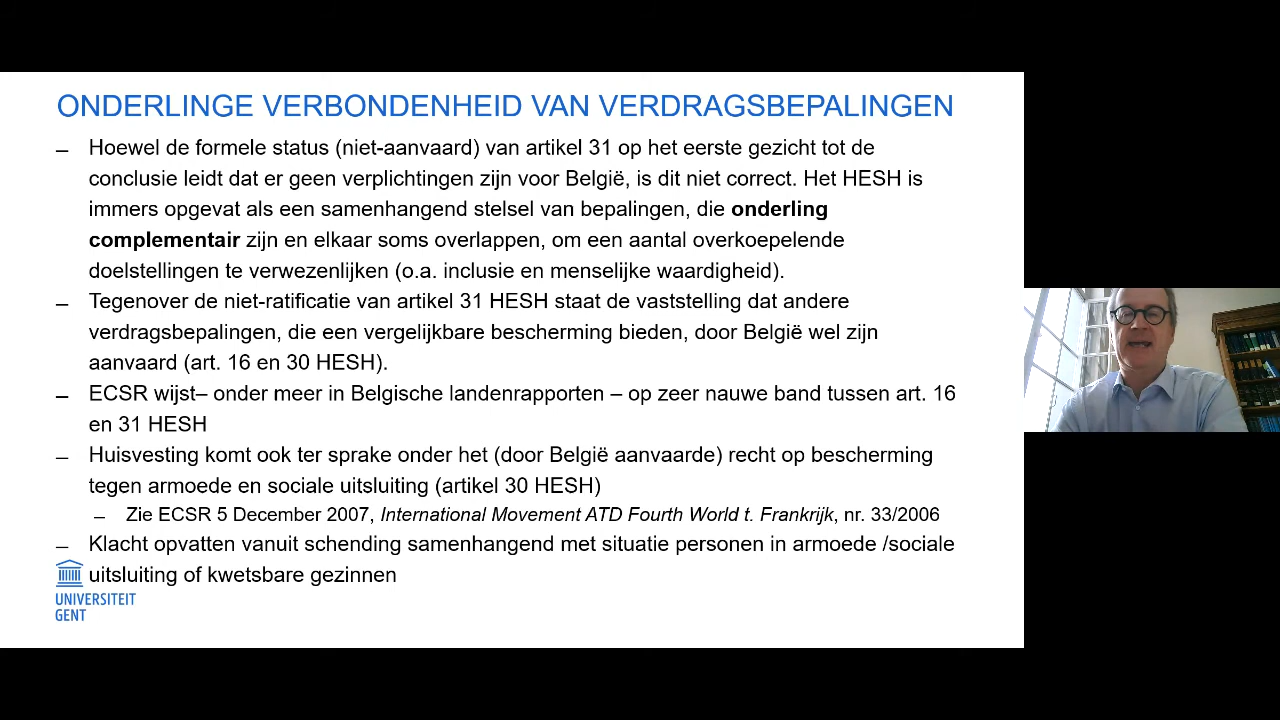 ONDERLINGE VERBONDENHEID VAN VERDRAGSBEPALINGEN
– Hoewel de formele status (niet-aanvaard) van artikel 31 op het eerste gezicht tot de
conclusie leidt dat er geen verplichtingen zijn voor België, is dit niet correct. Het HESH is
immers opgevat als een samenhangend stelsel van bepalingen, die onderling
complementair zijn en elkaar soms overlappen, om een aantal overkoepelende
doelstellingen te verwezenlijken (o.a. inclusie en menselijke waardigheid).
– Tegenover de niet-ratificatie van artikel 31 HESH staat de vaststelling dat andere
verdragsbepalingen, die een vergelijkbare bescherming bieden, door België wel zijn
aanvaard (art. 16 en 30 HESH).
– ECSR wijst– onder meer in Belgische landenrapporten – op zeer nauwe band tussen art. 16
en 31 HESH
– Huisvesting komt ook ter sprake onder het (door België aanvaarde) recht op bescherming
tegen armoede en sociale uitsluiting (artikel 30 HESH)
– Zie ECSR 5 December 2007, International Movement ATD Fourth World t. Frankrijk, nr. 33/2006
– Klacht opvatten vanuit schending samenhangend met situatie personen in armoede /sociale
uitsluiting of kwetsbare gezinnen
UNIVERSITEIT
GENT